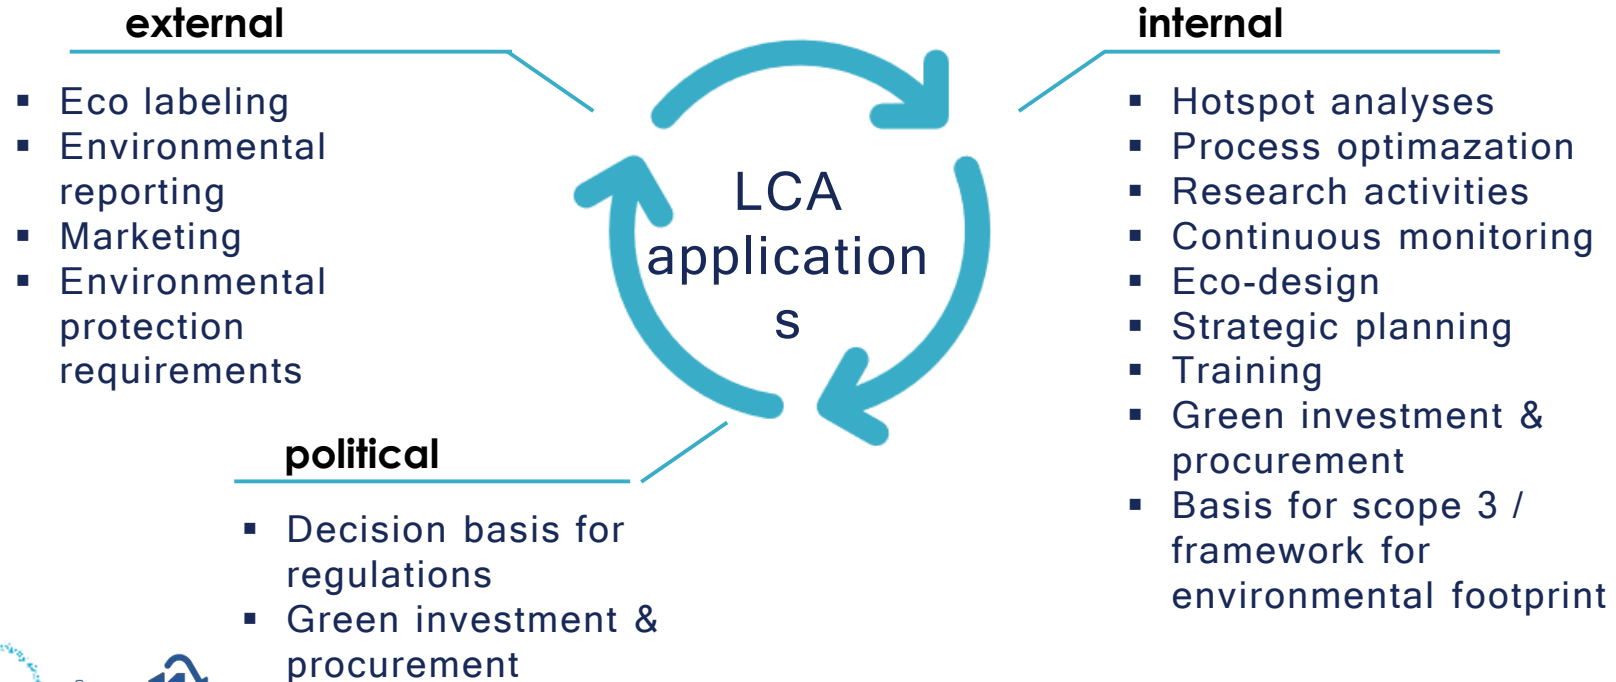 external
▪ Eco labeling
▪ Environmental
reporting
▪ Marketing
▪ Environmental
protection
requirements
LCA
application
s
internal
▪ Hotspot analyses
▪ Process optimazation
▪ Research activities
▪ Continuous monitoring
▪ Eco-design
▪ Strategic planning
▪ Training
▪ Green investment &
procurement
▪ Basis for scope 3 /
framework for
environmental footprint
political
▪ Decision basis for
regulations
▪ Green investment &
procurement